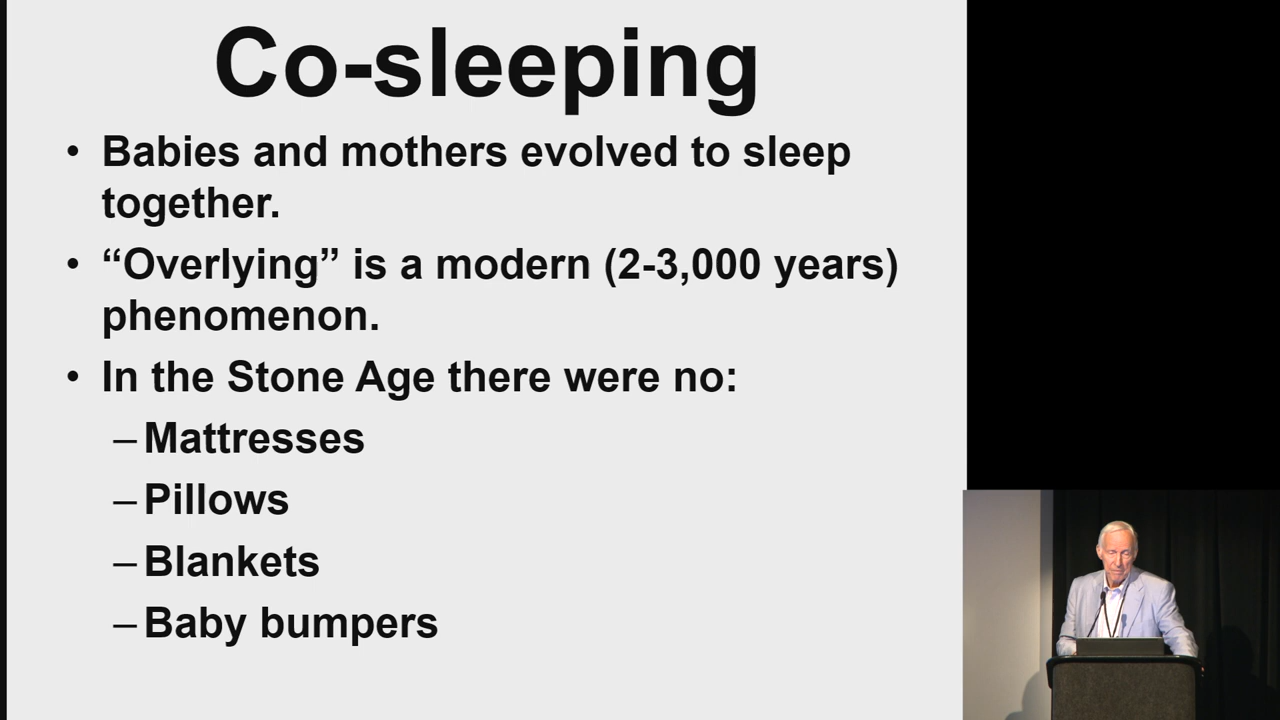 Co-sleeping
• Babies and mothers evolved to sleep
together.
• “Overlying” is a modern (2-3,000 years)
phenomenon.
• In the Stone Age there were no:
– Mattresses
– Pillows
– Blankets
– Baby bumpers